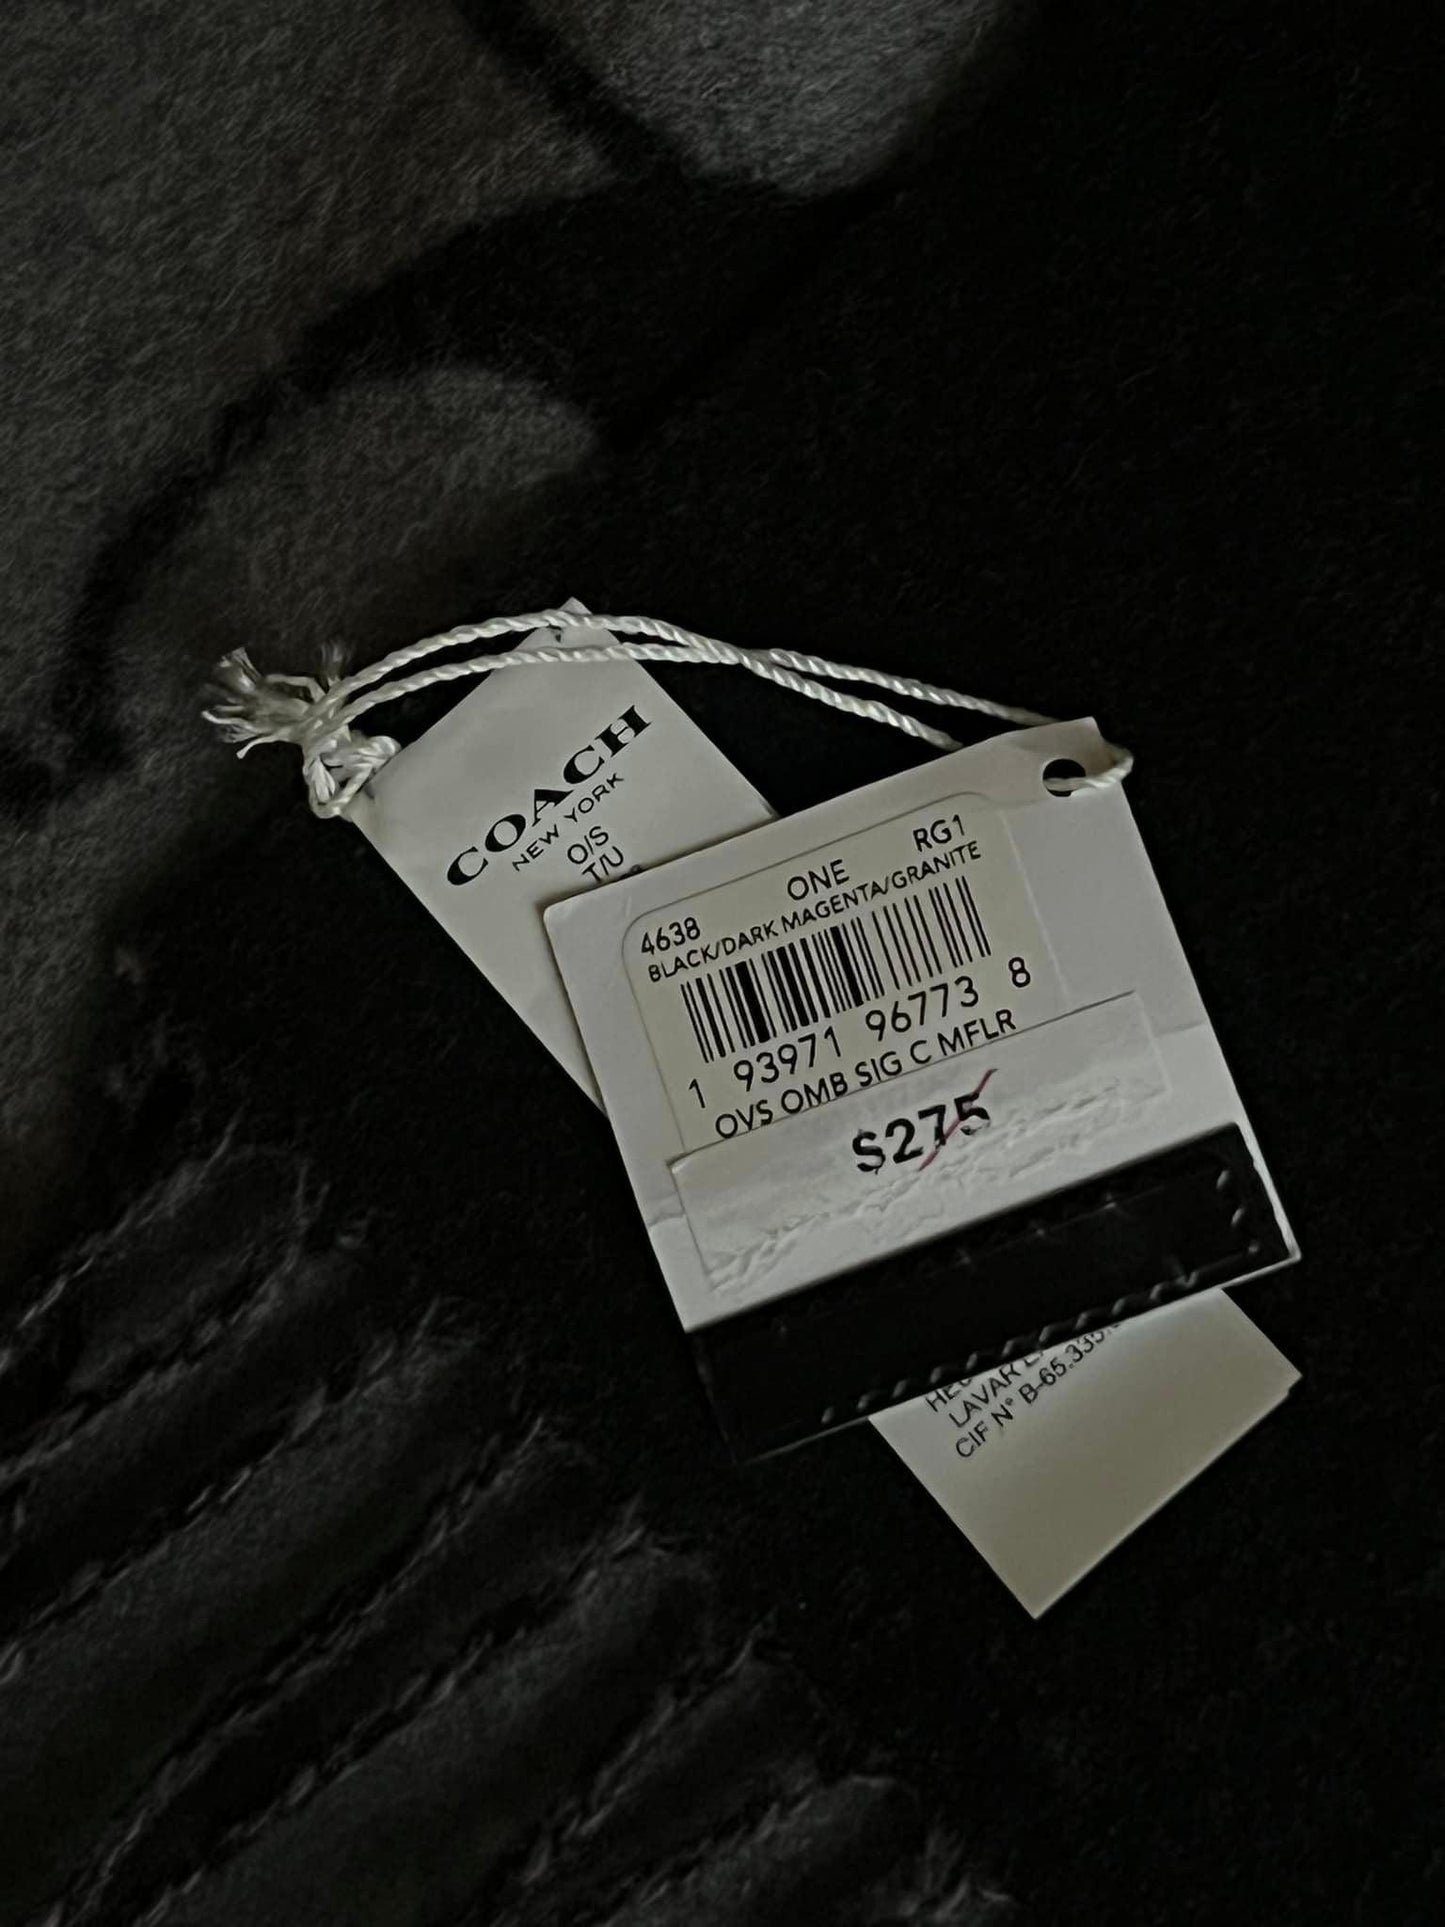 COACH
NEW YORK
O/S
T/U
4638 ONE RG1
BLACK/DARK MAGENTA/GRANITE
1 93971 96773 8
OVS OMB SIG C MFLR
$275
LAVAR
CIF N° B-65.335.